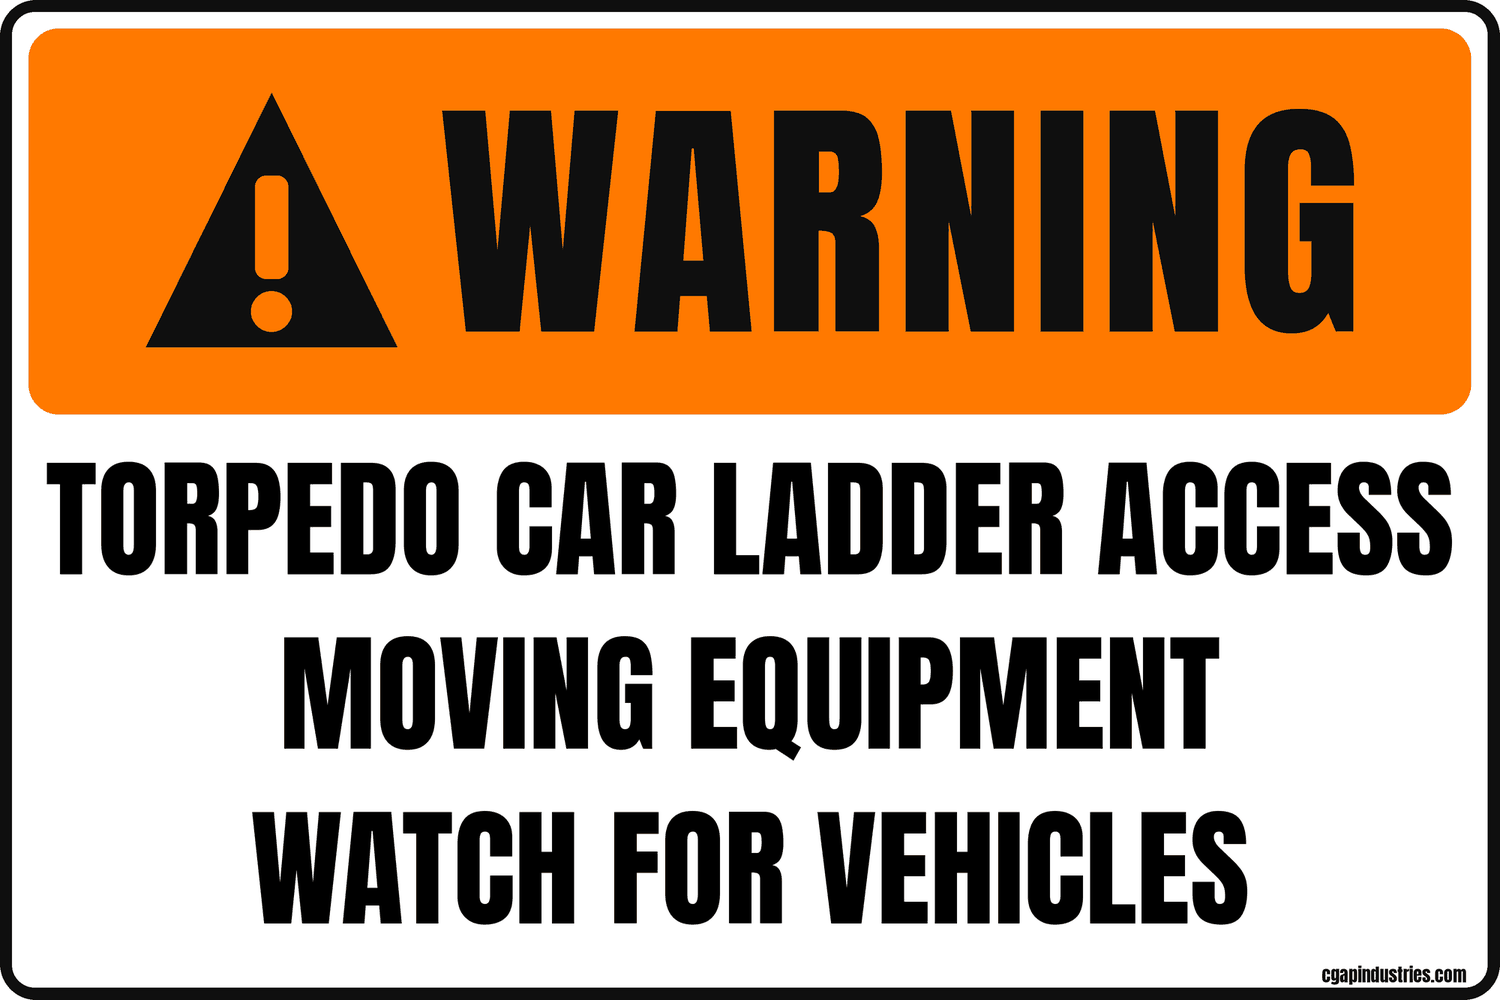 WARNING
TORPEDO CAR LADDER ACCESS
MOVING EQUIPMENT
WATCH FOR VEHICLES
cgapindustries.com